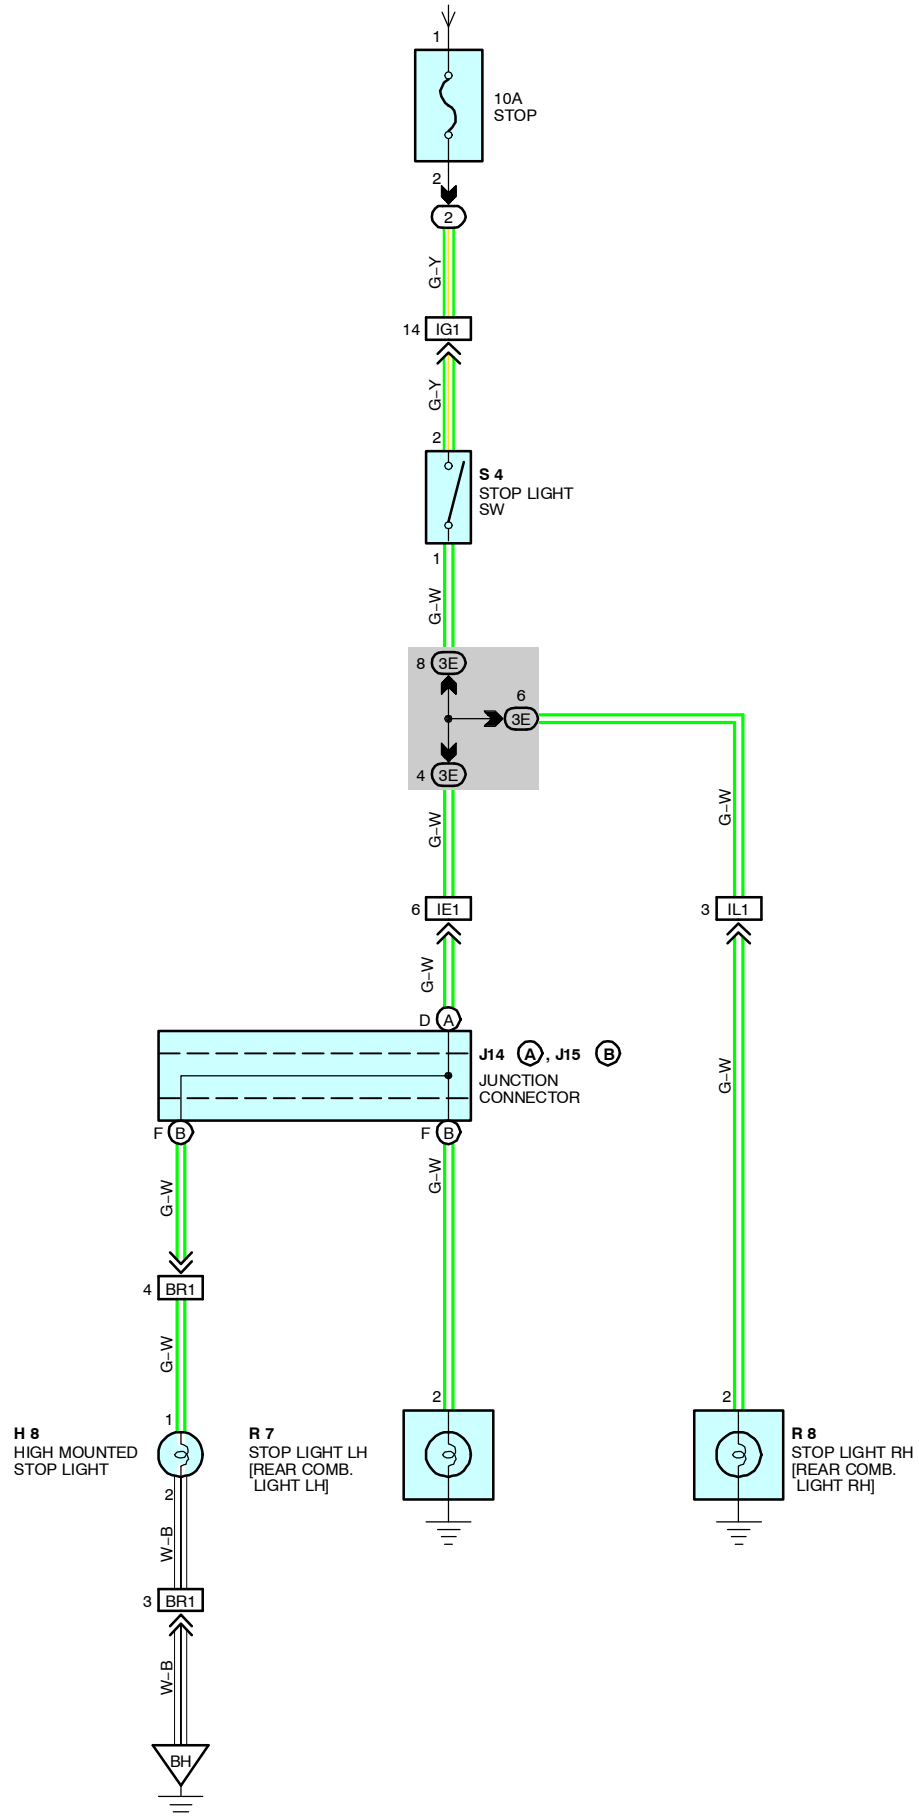 1
10A
STOP
2
2
G-Y
14 IG1
G-Y
2
S 4
STOP LIGHT
SW
1
G-W
8 3E
6
3E
4 3E
G-W
G-W
6 IE1
3 IL1
G-W
D A
J14 A , J15 B
JUNCTION
CONNECTOR
G-W
F B
F B
G-W
G-W
4 BR1
G-W
1
2
2
H 8
HIGH MOUNTED
STOP LIGHT
R 7
STOP LIGHT LH
[REAR COMB.
LIGHT LH]
R 8
STOP LIGHT RH
[REAR COMB.
LIGHT RH]
2
W-B
3 BR1
W-B
BH